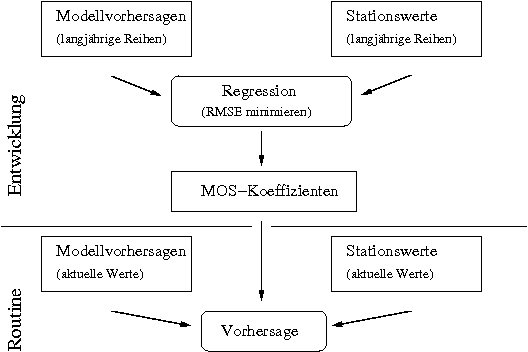 Modellvorhersagen
(langjährige Reihen)
Stationswerte
(langjährige Reihen)
Regression
(RMSE minimieren)
MOS−Koeffizienten
Entwicklung
Modellvorhersagen
(aktuelle Werte)
Stationswerte
(aktuelle Werte)
Vorhersage
Routine